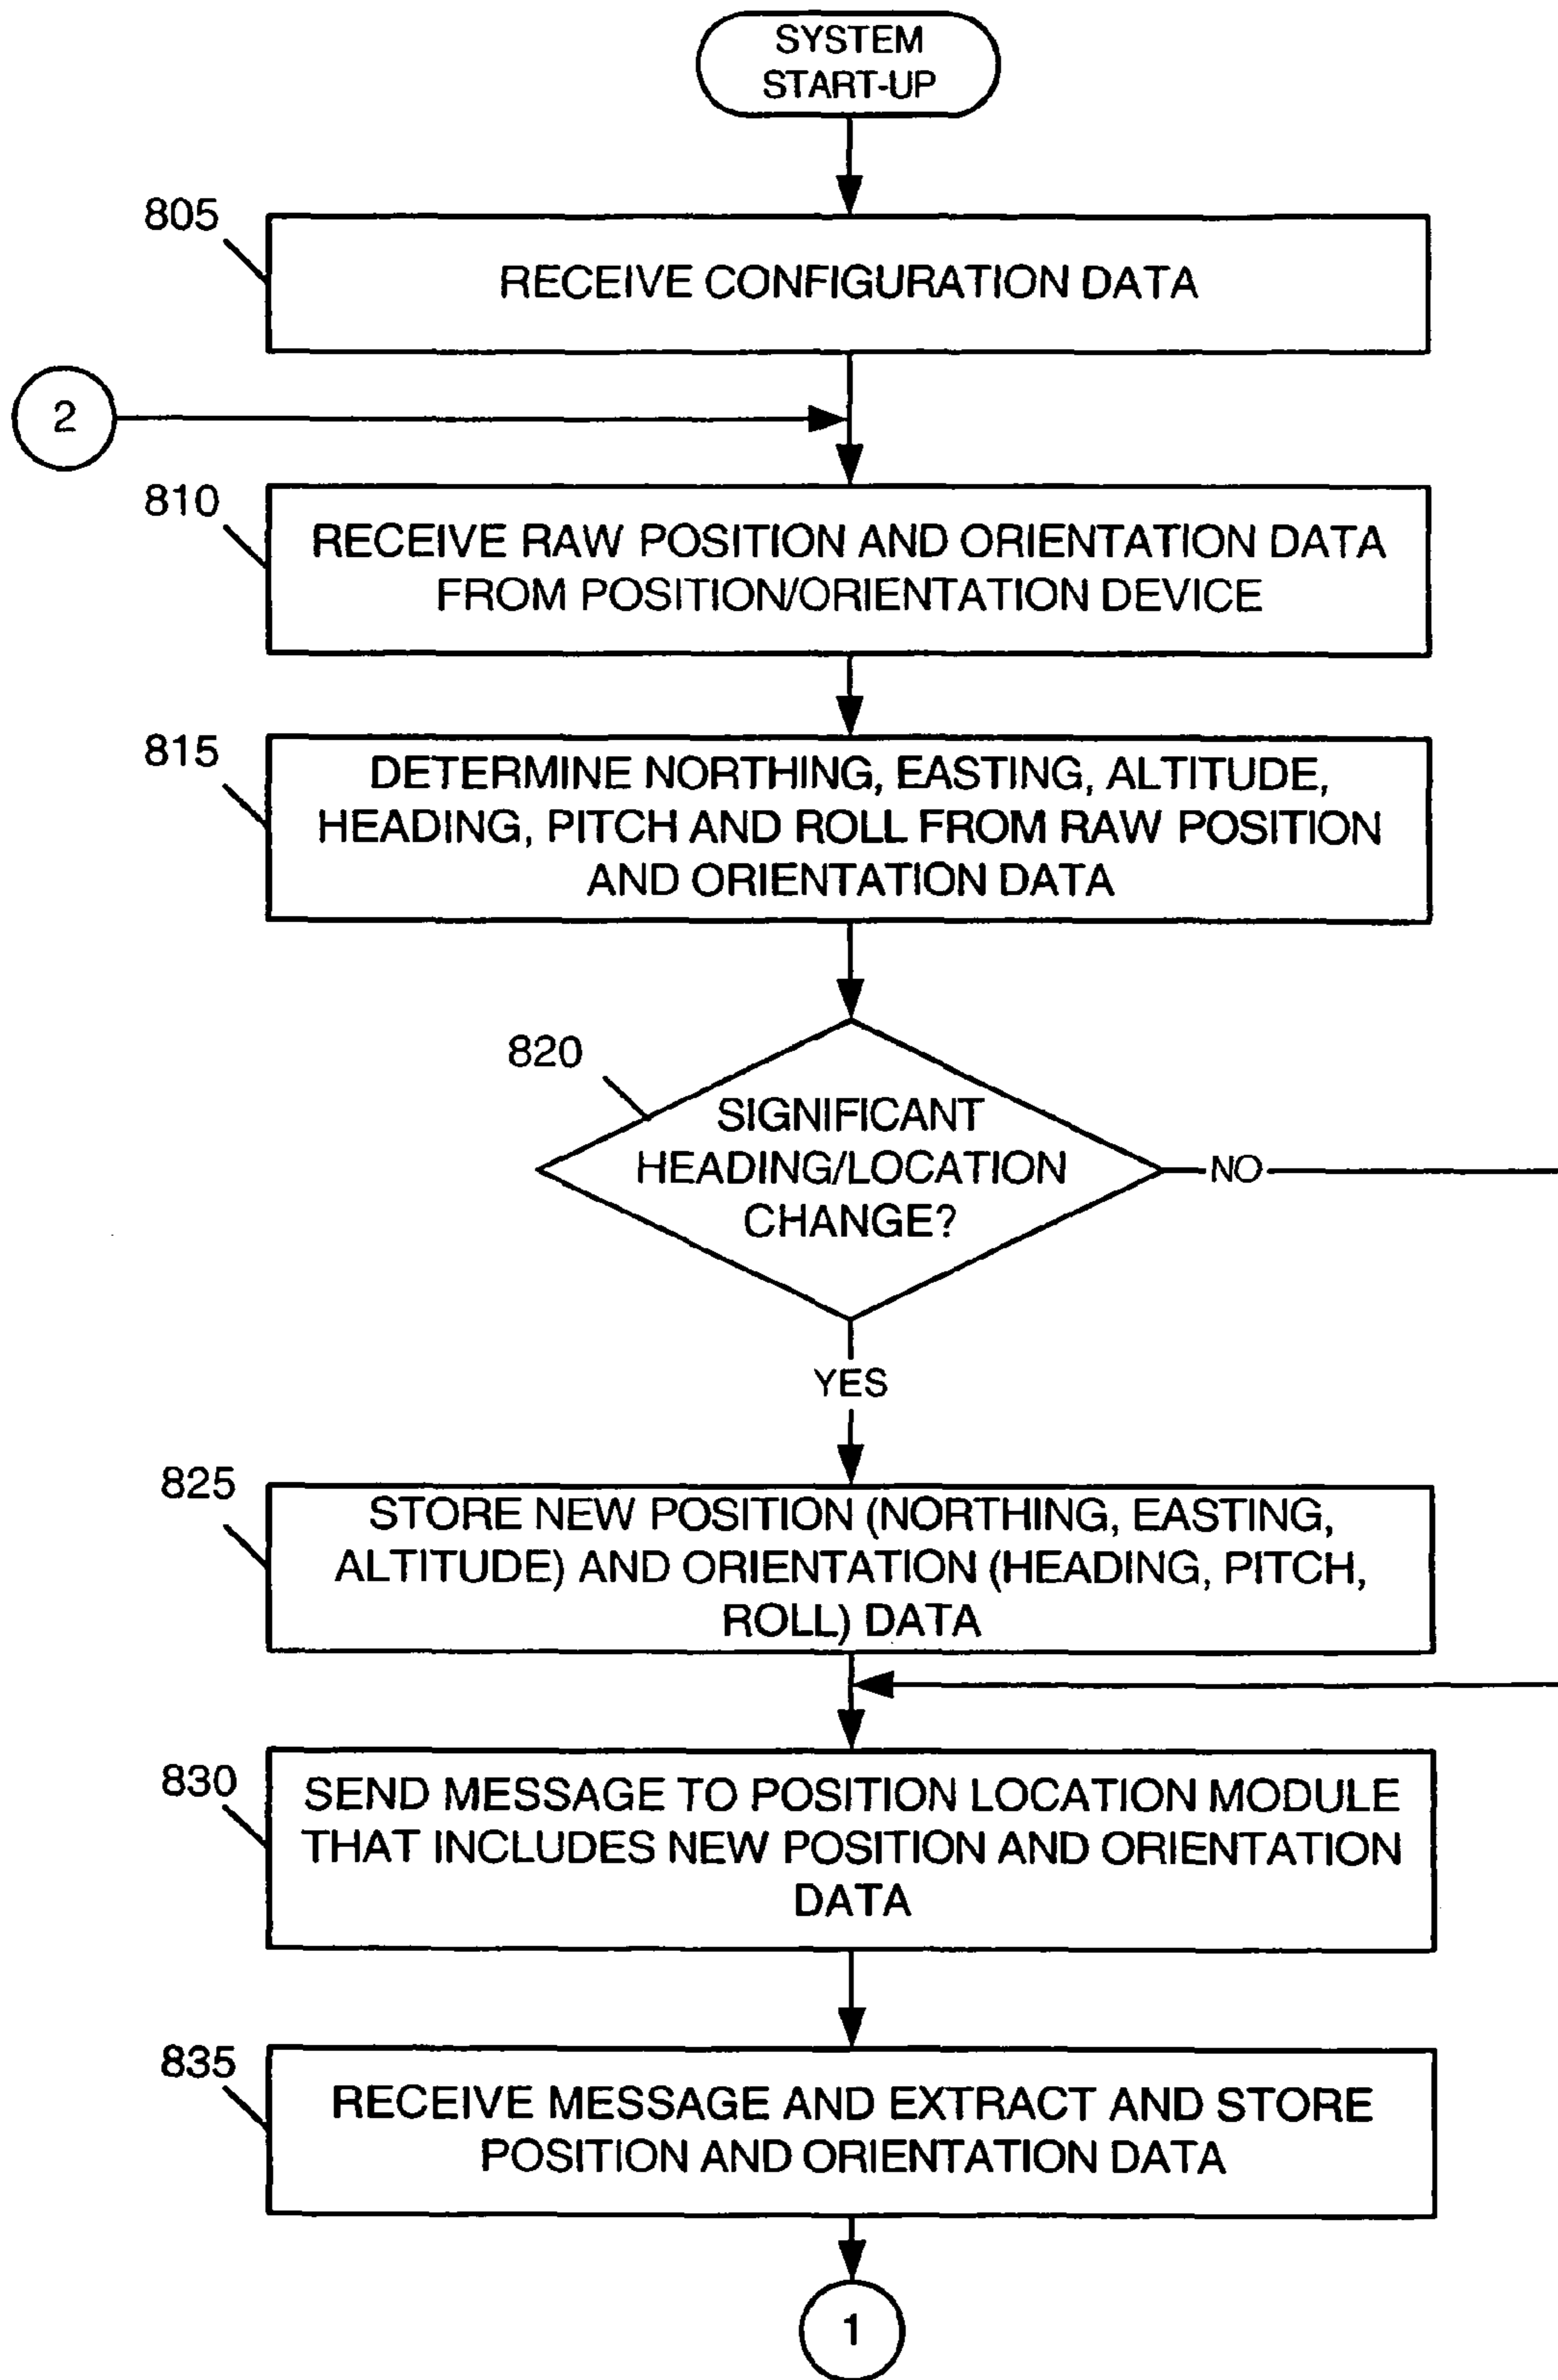 SYSTEM
START-UP
805
RECEIVE CONFIGURATION DATA
2
810
RECEIVE RAW POSITION AND ORIENTATION DATA
FROM POSITION/ORIENTATION DEVICE
815
DETERMINE NORTHING, EASTING, ALTITUDE,
HEADING, PITCH AND ROLL FROM RAW POSITION
AND ORIENTATION DATA
820
SIGNIFICANT
HEADING/LOCATION
CHANGE?
NO
YES
825
STORE NEW POSITION (NORTHING, EASTING,
ALTITUDE) AND ORIENTATION (HEADING, PITCH,
ROLL) DATA
830
SEND MESSAGE TO POSITION LOCATION MODULE
THAT INCLUDES NEW POSITION AND ORIENTATION
DATA
835
RECEIVE MESSAGE AND EXTRACT AND STORE
POSITION AND ORIENTATION DATA
1